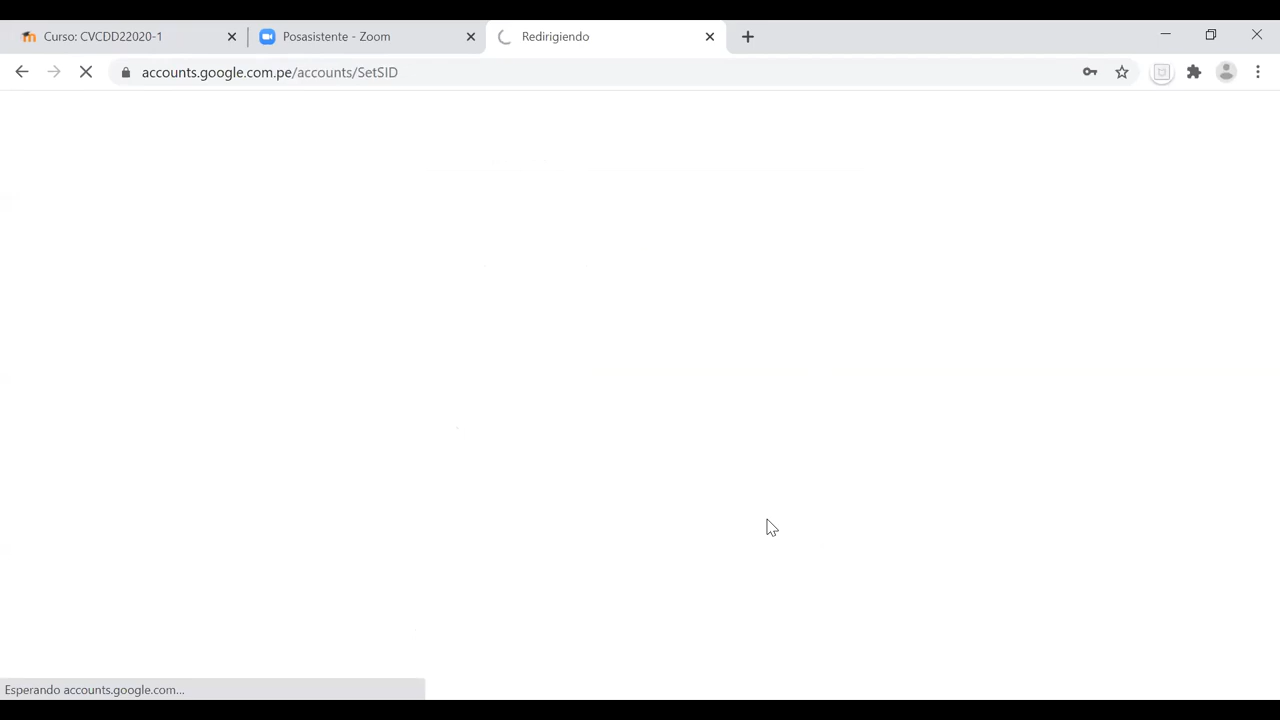 Curso: CVCDD22020-1
Posasistente - Zoom
Redirigiendo
accounts.google.com.pe/accounts/SetSID
Esperando accounts.google.com...